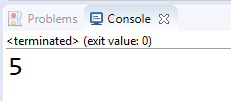 Problems Console
<terminated> (exit value: 0)
5